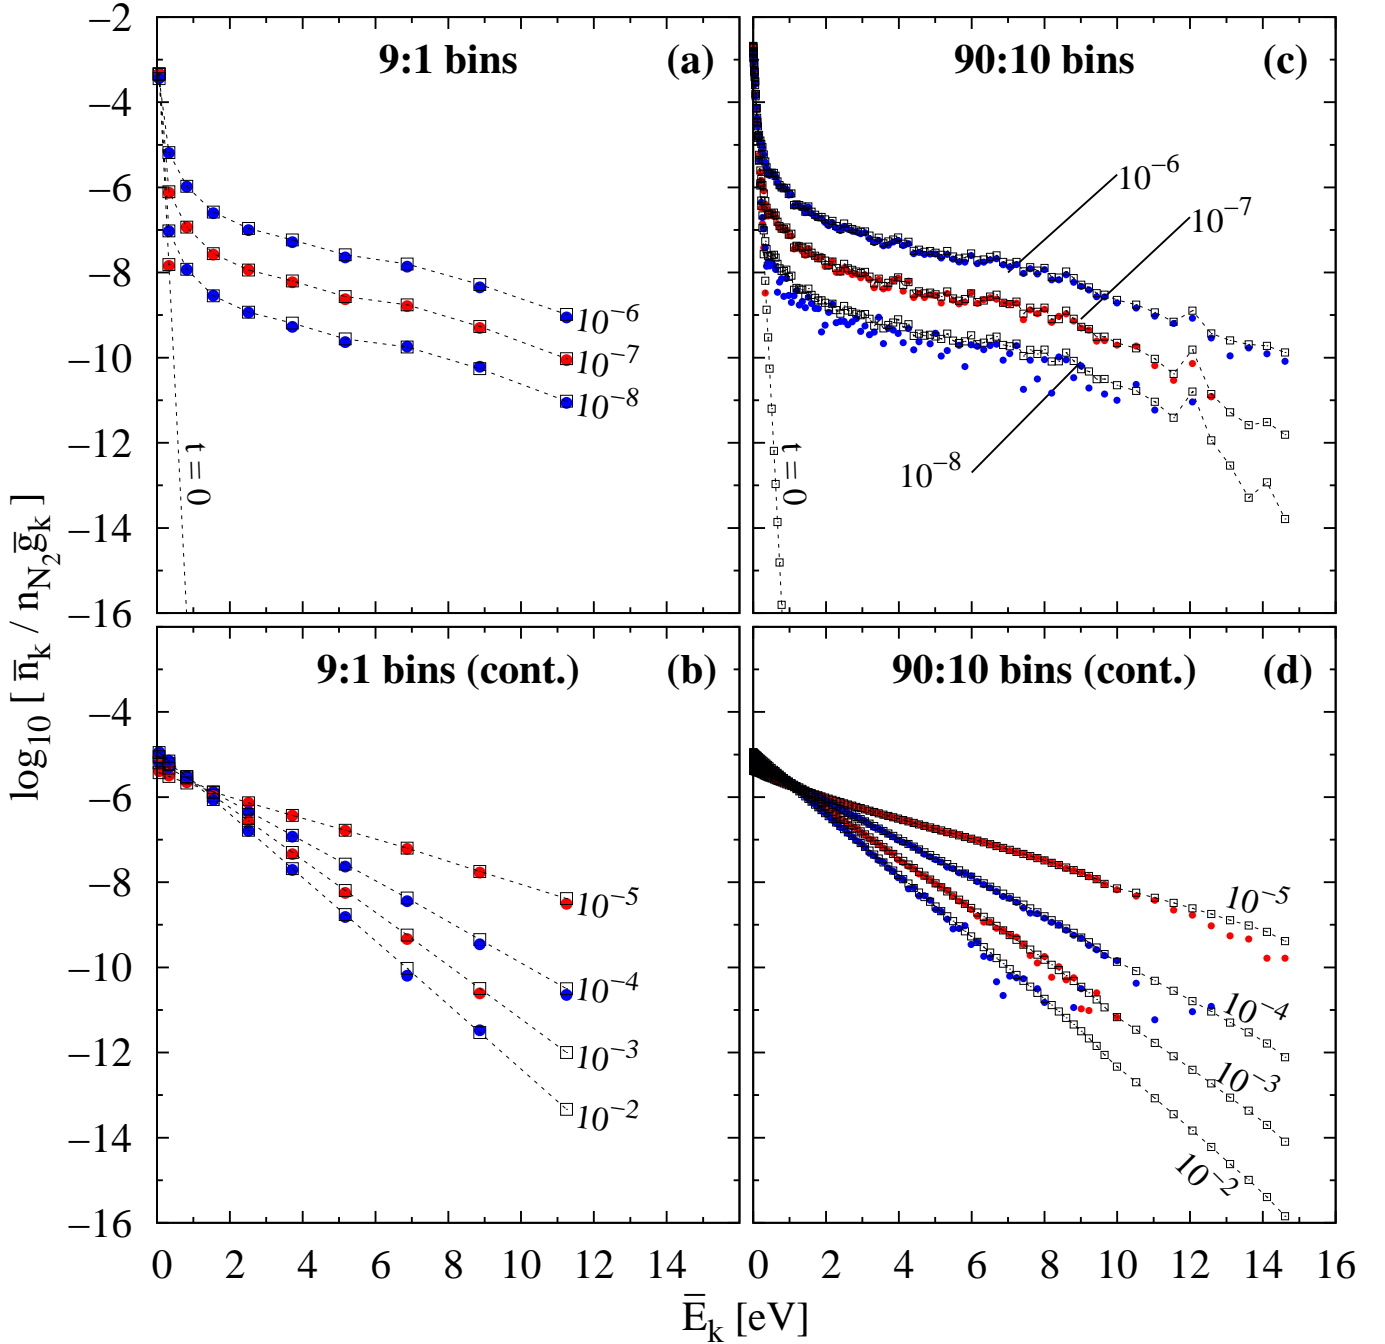 −2
−4
−6
−8
−10
−12
−14
−16
9:1 bins
(a)
10⁻⁶
10⁻⁷
10⁻⁸
t = 0
90:10 bins
(c)
10⁻⁶
10⁻⁷
10⁻⁸
t = 0
−4
−6
−8
−10
−12
−14
−16
9:1 bins (cont.)
(b)
10⁻⁵
10⁻⁴
10⁻³
10⁻²
90:10 bins (cont.)
(d)
10⁻⁵
10⁻⁴
10⁻³
10⁻²
0 2 4 6 8 10 12 14
0 2 4 6 8 10 12 14 16
log₁₀ [ n̅ₖ / n_N₂ g̅ₖ ]
E̅ₖ [eV]